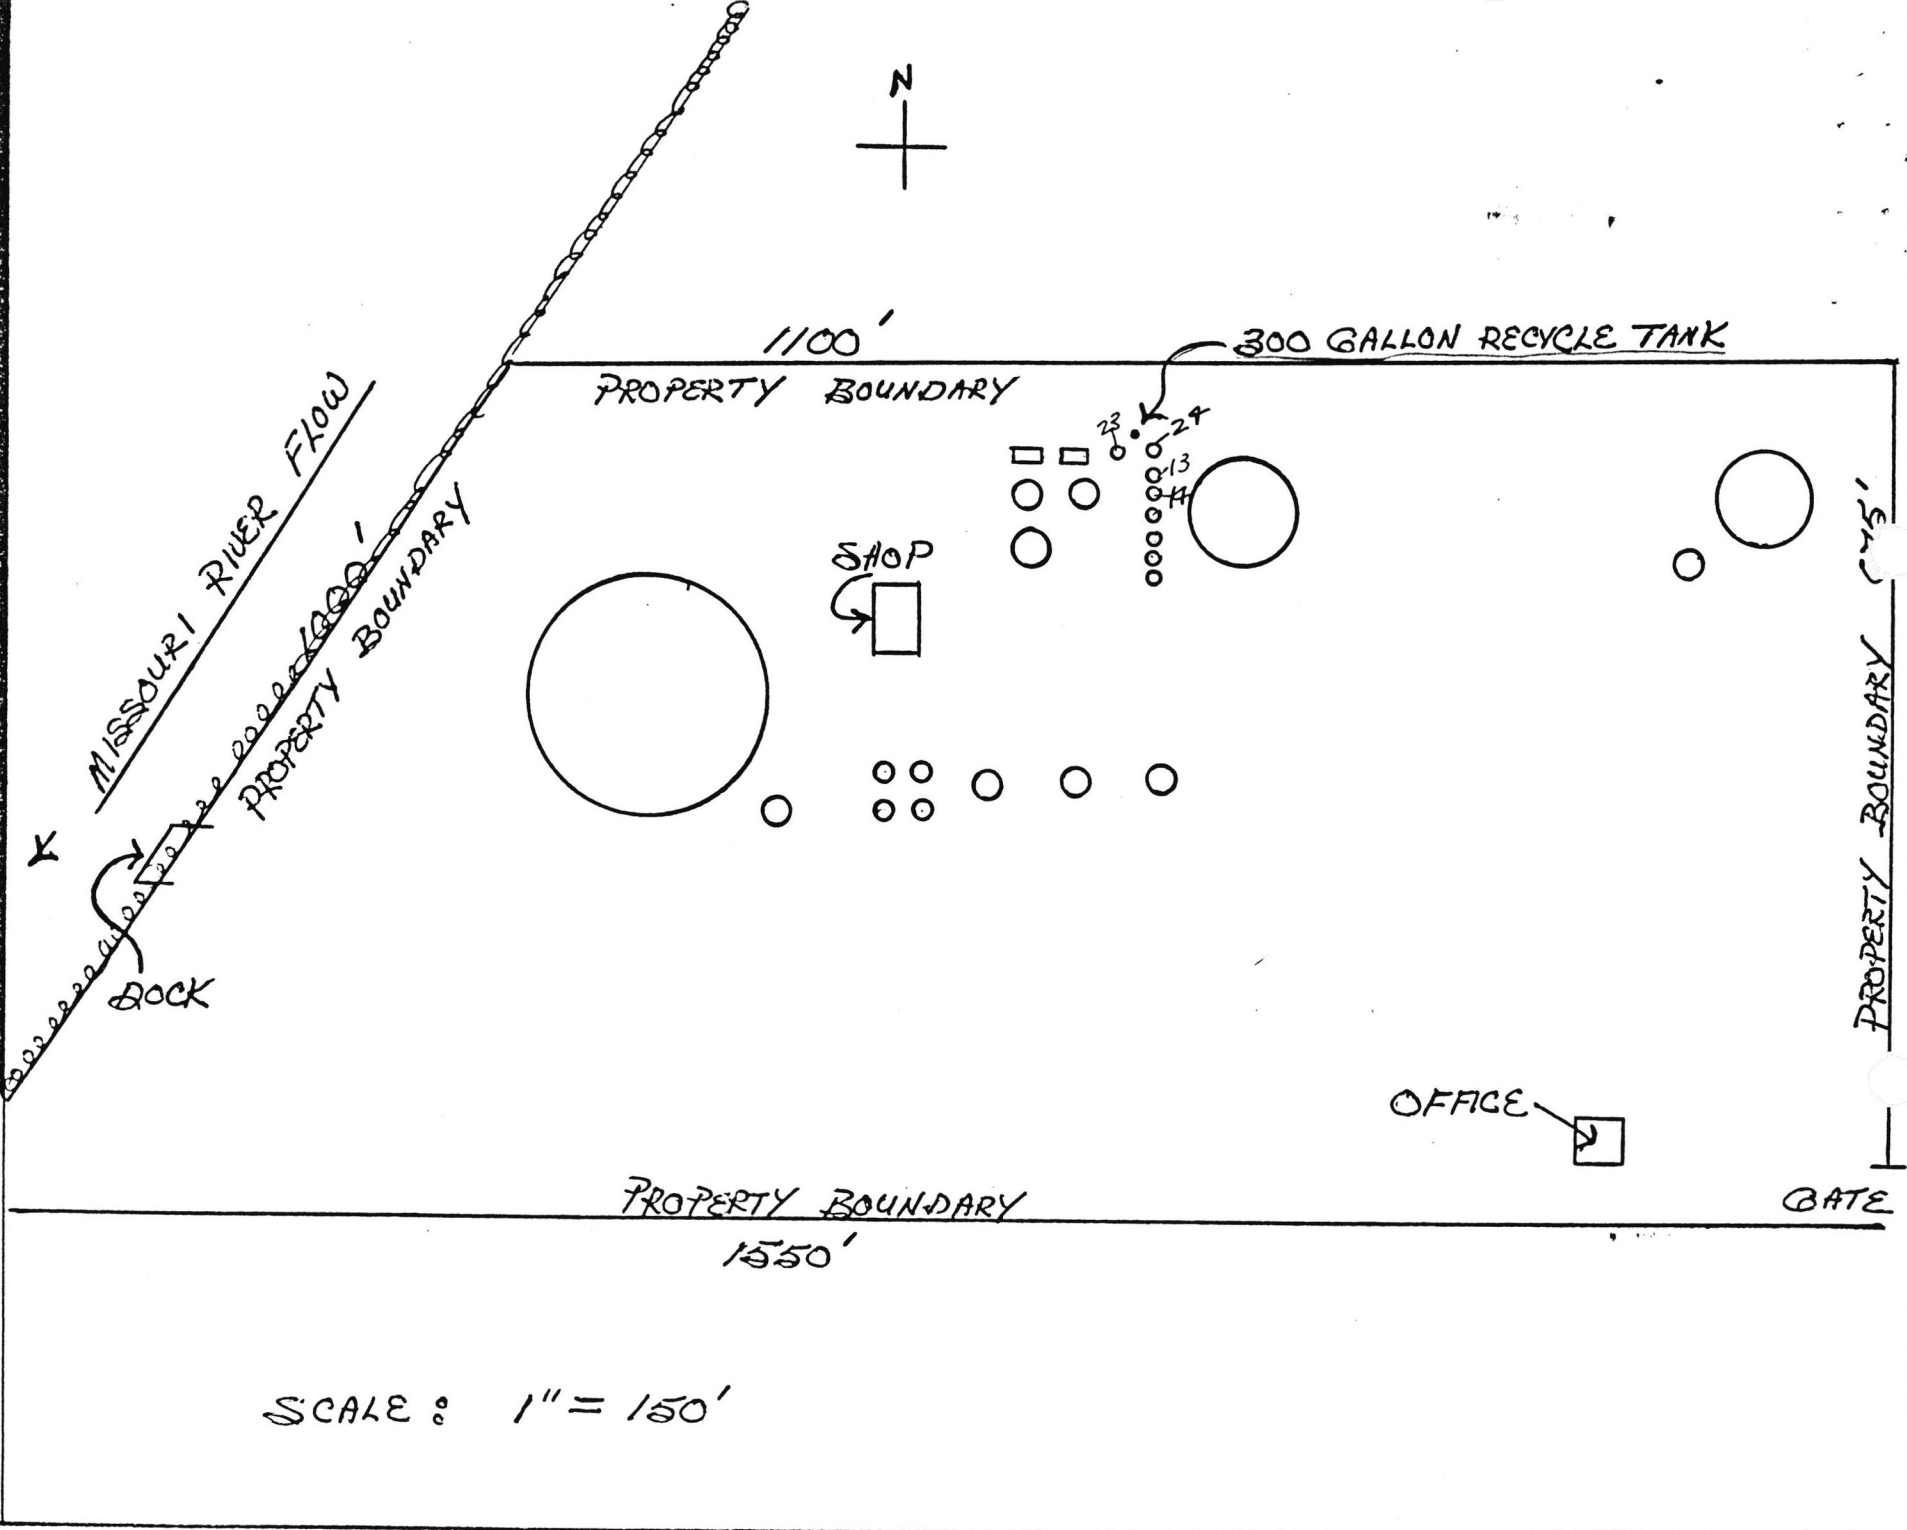 N
1100'
300 GALLON RECYCLE TANK
PROPERTY BOUNDARY
MISSOURI RIVER FLOW
1000'
PROPERTY BOUNDARY
23
24
13
SHOP
PROPERTY BOUNDARY
DOCK
OFFICE
GATE
PROPERTY BOUNDARY
1550'
SCALE: 1" = 150'